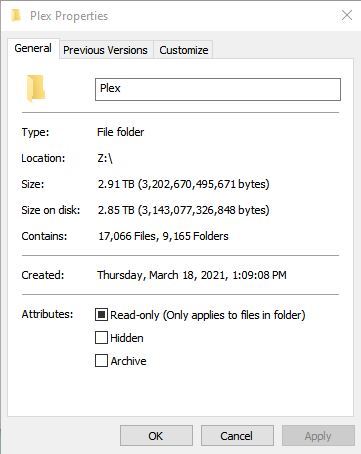 Plex Properties
General Previous Versions Customize
Plex
Type: File folder
Location: Z:\
Size: 2.91 TB (3,202,670,495,671 bytes)
Size on disk: 2.85 TB (3,143,077,326,848 bytes)
Contains: 17,066 Files, 9,165 Folders
Created: Thursday, March 18, 2021, 1:09:08 PM
Attributes: Read-only (Only applies to files in folder)
Hidden
Archive
OK Cancel Apply